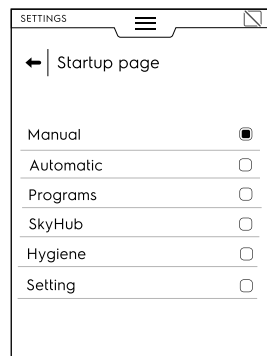 SETTINGS
Startup page
Manual
Automatic
Programs
SkyHub
Hygiene
Setting